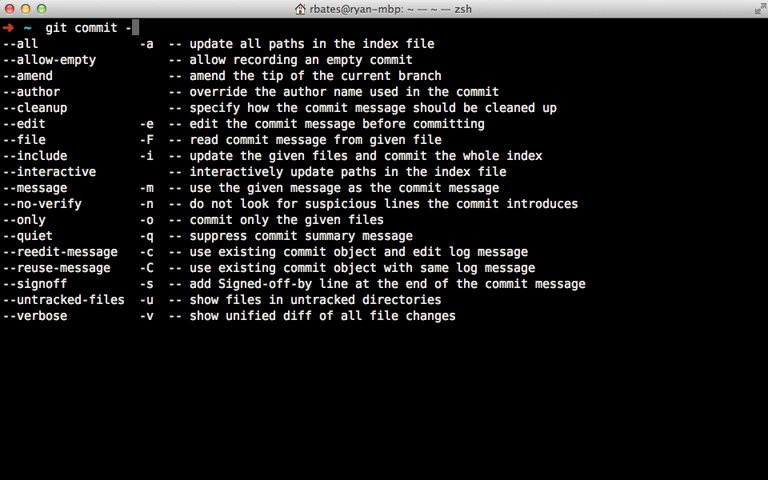 rbates@ryan-mbp: ~ — ~ — zsh
➜ ~ git commit -
--all -a -- update all paths in the index file
--allow-empty -- allow recording an empty commit
--amend -- amend the tip of the current branch
--author -- override the author name used in the commit
--cleanup -- specify how the commit message should be cleaned up
--edit -e -- edit the commit message before committing
--file -F -- read commit message from given file
--include -i -- update the given files and commit the whole index
--interactive -- interactively update paths in the index file
--message -m -- use the given message as the commit message
--no-verify -n -- do not look for suspicious lines the commit introduces
--only -o -- commit only the given files
--quiet -q -- suppress commit summary message
--reedit-message -c -- use existing commit object and edit log message
--reuse-message -C -- use existing commit object with same log message
--signoff -s -- add Signed-off-by line at the end of the commit message
--untracked-files -u -- show files in untracked directories
--verbose -v -- show unified diff of all file changes